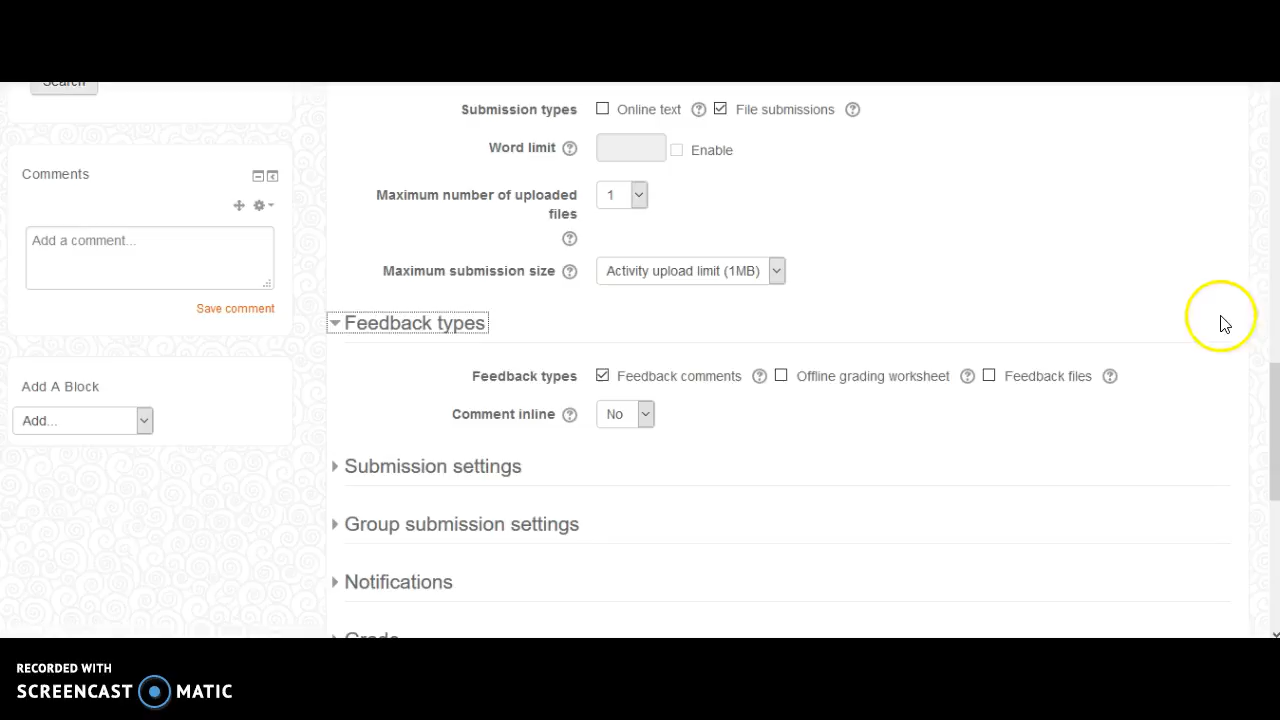 Search
Comments
Add a comment...
Save comment
Add A Block
Add...
Submission types Online text ? File submissions ?
Word limit ? Enable
Maximum number of uploaded 1
files
?
Maximum submission size ? Activity upload limit (1MB)
Feedback types
Feedback types Feedback comments ? Offline grading worksheet ? Feedback files ?
Comment inline ? No
Submission settings
Group submission settings
Notifications
Grade
RECORDED WITH
SCREENCAST MATIC